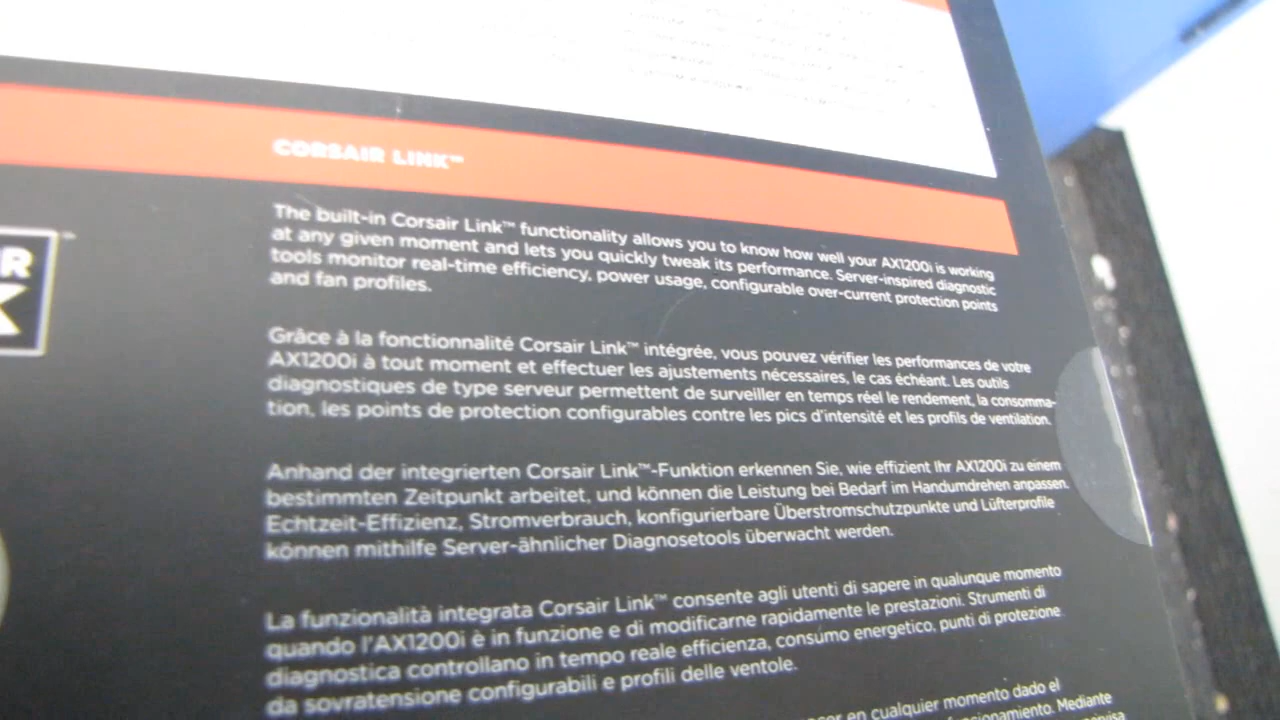 CORSAIR LINK™
The built-in Corsair Link™ functionality allows you to know how well your AX1200i is working
at any given moment and lets you quickly tweak its performance. Server-inspired diagnostic
tools monitor real-time efficiency, power usage, configurable over-current protection points
and fan profiles.
R
K
™
Grâce à la fonctionnalité Corsair Link™ intégrée, vous pouvez vérifier les performances de votre
AX1200i à tout moment et effectuer les ajustements nécessaires, le cas échéant. Les outils
diagnostiques de type serveur permettent de surveiller en temps réel le rendement, la consomma-
tion, les points de protection configurables contre les pics d'intensité et les profils de ventilation.
Anhand der integrierten Corsair Link™-Funktion erkennen Sie, wie effizient Ihr AX1200i zu einem
bestimmten Zeitpunkt arbeitet, und können die Leistung bei Bedarf im Handumdrehen anpassen.
Echtzeit-Effizienz, Stromverbrauch, konfigurierbare Überstromschutzpunkte und Lüfterprofile
können mithilfe Server-ähnlicher Diagnosetools überwacht werden.
La funzionalità integrata Corsair Link™ consente agli utenti di sapere in qualunque momento
quando l'AX1200i è in funzione e di modificarne rapidamente le prestazioni. Strumenti di
diagnostica controllano in tempo reale efficienza, consumo energetico, punti di protezione
da sovratensione configurabili e profili delle ventole.
en cualquier momento dado el
Mediante